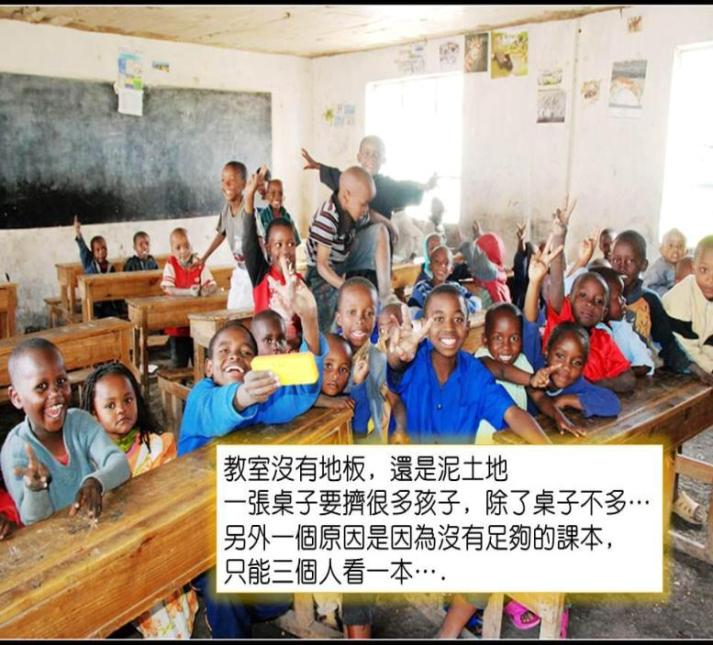 教室沒有地板，還是泥土地
一張桌子要擠很多孩子，除了桌子不多…
另外一個原因是因為沒有足夠的課本，
只能三個人看一本….